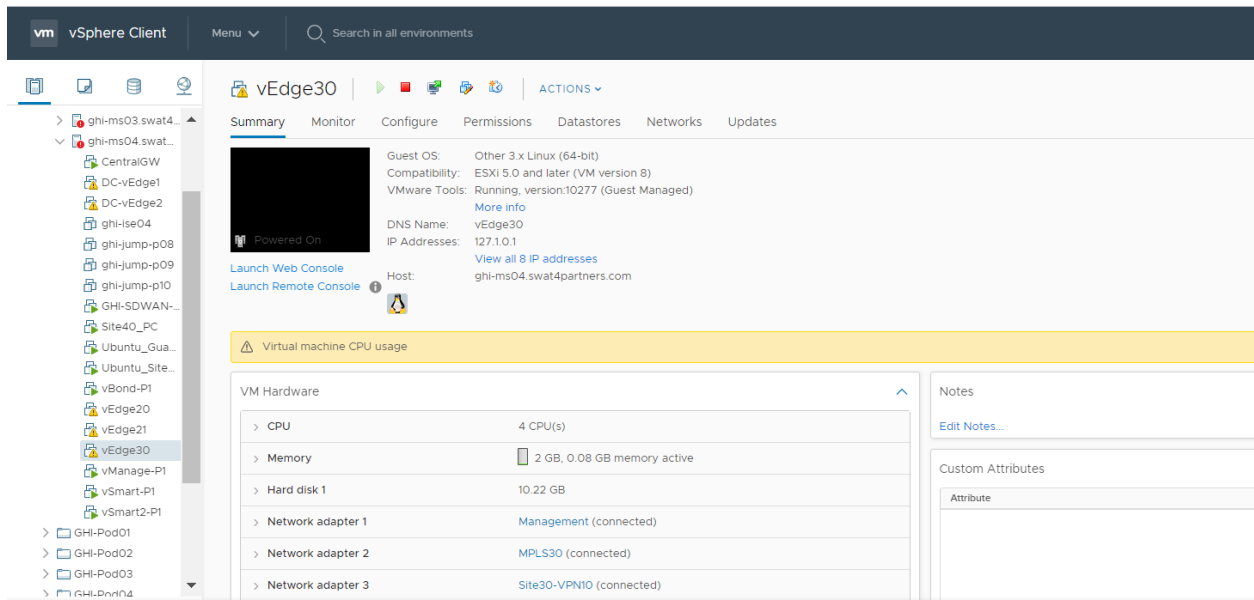 vm vSphere Client Menu Search in all environments
ghi-ms03.swat4...
ghi-ms04.swat...
CentralGW
DC-vEdge1
DC-vEdge2
ghi-ise04
ghi-jump-p08
ghi-jump-p09
ghi-jump-p10
GHI-SDWAN-...
Site40_PC
Ubuntu_Gua...
Ubuntu_Site...
vBond-P1
vEdge20
vEdge21
vEdge30
vManage-P1
vSmart-P1
vSmart2-P1
GHI-Pod01
GHI-Pod02
GHI-Pod03
GHI-Pod04
vEdge30 ACTIONS
Summary Monitor Configure Permissions Datastores Networks Updates
Powered On
Launch Web Console
Launch Remote Console
Guest OS: Other 3.x Linux (64-bit)
Compatibility: ESXi 5.0 and later (VM version 8)
VMware Tools: Running, version:10277 (Guest Managed)
More info
DNS Name: vEdge30
IP Addresses: 127.1.0.1
View all 8 IP addresses
Host: ghi-ms04.swat4partners.com
Virtual machine CPU usage
VM Hardware
CPU 4 CPU(s)
Memory 2 GB, 0.08 GB memory active
Hard disk 1 10.22 GB
Network adapter 1 Management (connected)
Network adapter 2 MPLS30 (connected)
Network adapter 3 Site30-VPN10 (connected)
Notes
Edit Notes...
Custom Attributes
Attribute